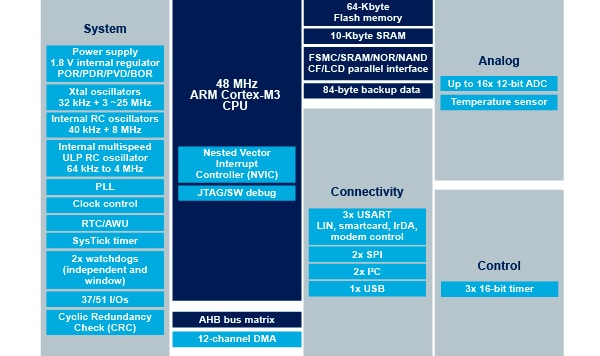 System
Power supply
1.8 V internal regulator
POR/PDR/PVD/BOR
Xtal oscillators
32 kHz + 3 ~25 MHz
Internal RC oscillators
40 kHz + 8 MHz
Internal multispeed
ULP RC oscillator
64 kHz to 4 MHz
PLL
Clock control
RTC/AWU
SysTick timer
2x watchdogs
(independent and
window)
37/51 I/Os
Cyclic Redundancy
Check (CRC)
48 MHz
ARM Cortex-M3
CPU
Nested Vector
Interrupt
Controller (NVIC)
JTAG/SW debug
AHB bus matrix
12-channel DMA
64-Kbyte
Flash memory
10-Kbyte SRAM
FSMC/SRAM/NOR/NAND
CF/LCD parallel interface
84-byte backup data
Connectivity
3x USART
LIN, smartcard, IrDA,
modem control
2x SPI
2x I²C
1x USB
Analog
Up to 16x 12-bit ADC
Temperature sensor
Control
3x 16-bit timer